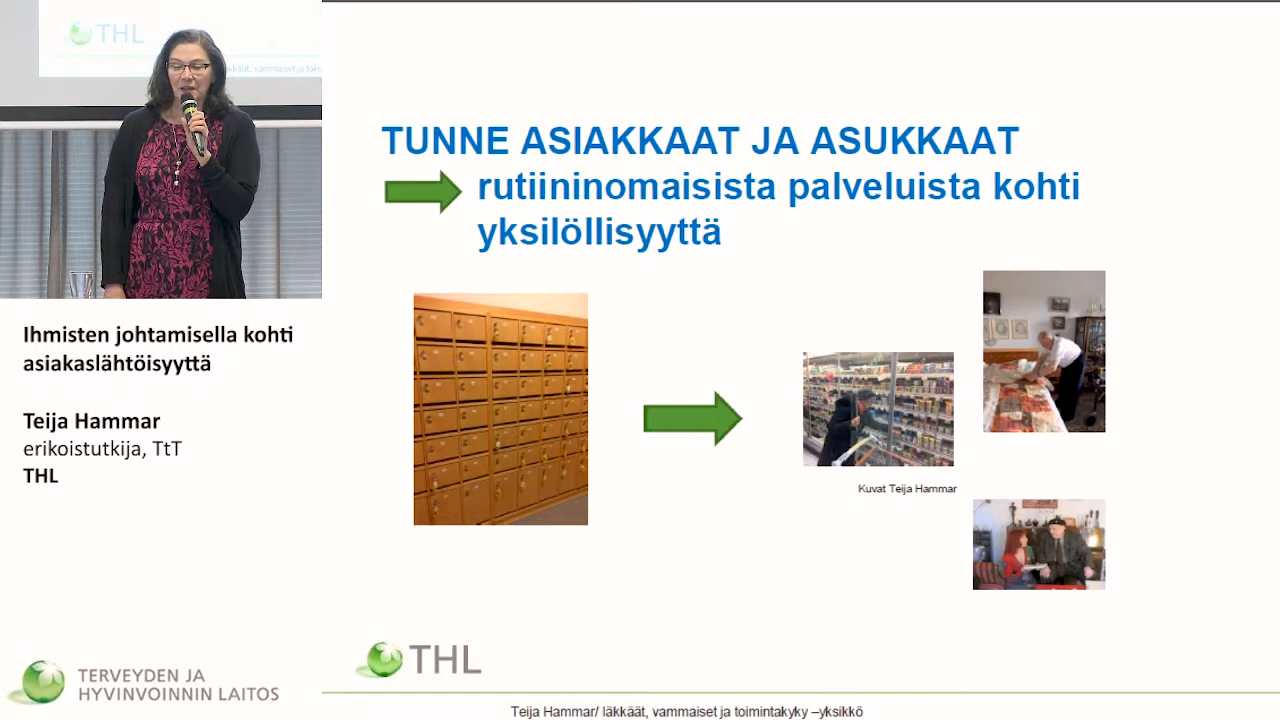 THL
TUNNE ASIAKKAAT JA ASUKKAAT
rutiininomaisista palveluista kohti
yksilöllisyyttä
Ihmisten johtamisella kohti
asiakaslähtöisyyttä
Teija Hammar
erikoistutkija, TtT
THL
Kuvat Teija Hammar
TERVEYDEN JA
HYVINVOINNIN LAITOS
THL
Teija Hammar/ Iäkkäät, vammaiset ja toimintakyky –yksikkö